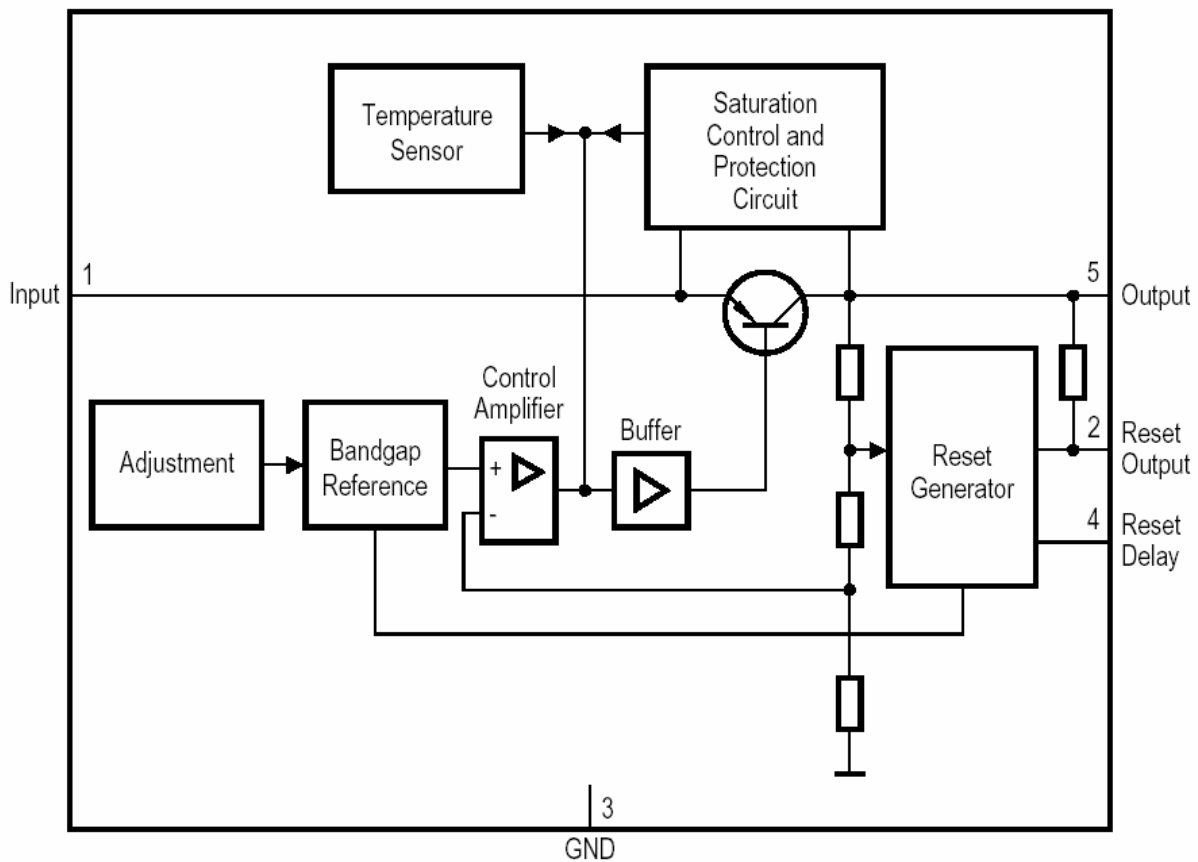 Temperature
Sensor
Saturation
Control and
Protection
Circuit
Input
1
5
Output
Control
Amplifier
Buffer
Adjustment
Bandgap
Reference
+
-
Reset
Generator
2
Reset
Output
4
Reset
Delay
3
GND